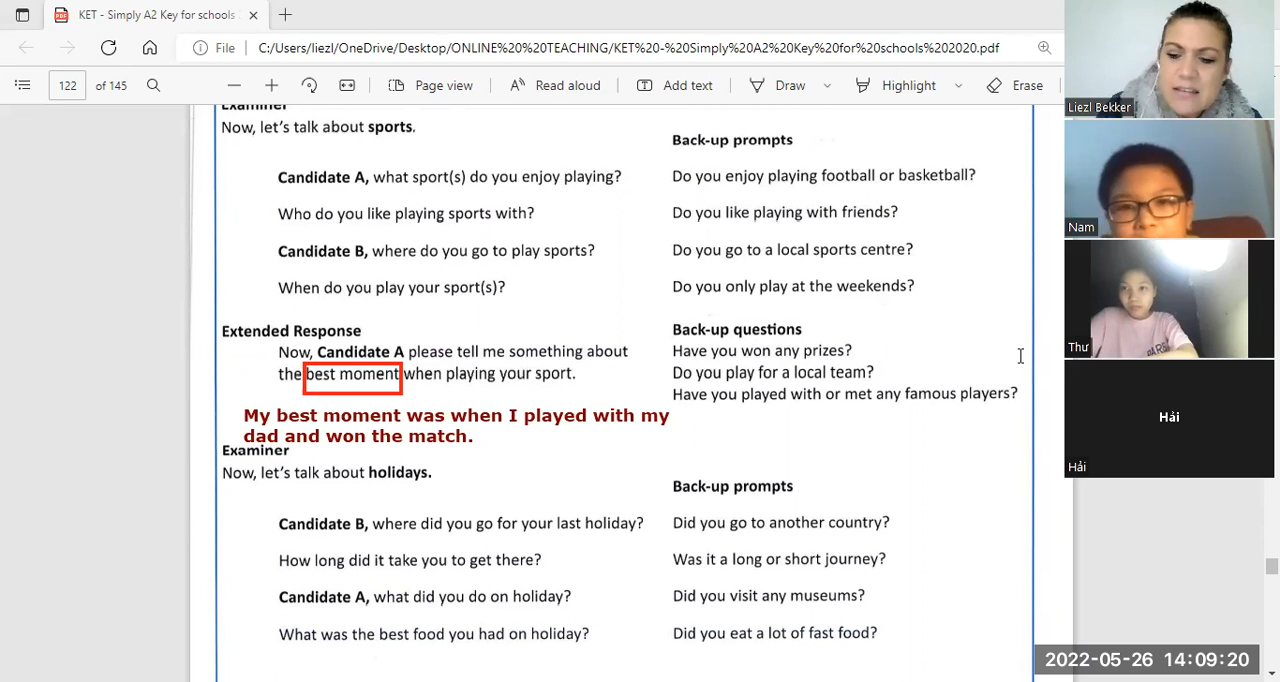 KET - Simply A2 Key for schools
File
C:/Users/liezl/OneDrive/Desktop/ONLINE%20%20TEACHING/KET%20-%20Simply%20A2%20Key%20for%20schools%202020.pdf
122 of 145
Page view
Read aloud
Add text
Draw
Highlight
Erase
Examiner
Now, let's talk about sports.
Back-up prompts
Candidate A, what sport(s) do you enjoy playing?
Do you enjoy playing football or basketball?
Who do you like playing sports with?
Do you like playing with friends?
Candidate B, where do you go to play sports?
Do you go to a local sports centre?
When do you play your sport(s)?
Do you only play at the weekends?
Extended Response
Back-up questions
Now, Candidate A please tell me something about
Have you won any prizes?
the best moment when playing your sport.
Do you play for a local team?
Have you played with or met any famous players?
My best moment was when I played with my
dad and won the match.
Examiner
Now, let's talk about holidays.
Back-up prompts
Candidate B, where did you go for your last holiday?
Did you go to another country?
How long did it take you to get there?
Was it a long or short journey?
Candidate A, what did you do on holiday?
Did you visit any museums?
What was the best food you had on holiday?
Did you eat a lot of fast food?
Liezl Bekker
Nam
Thư
Hải
Hải
2022-05-26 14:09:20